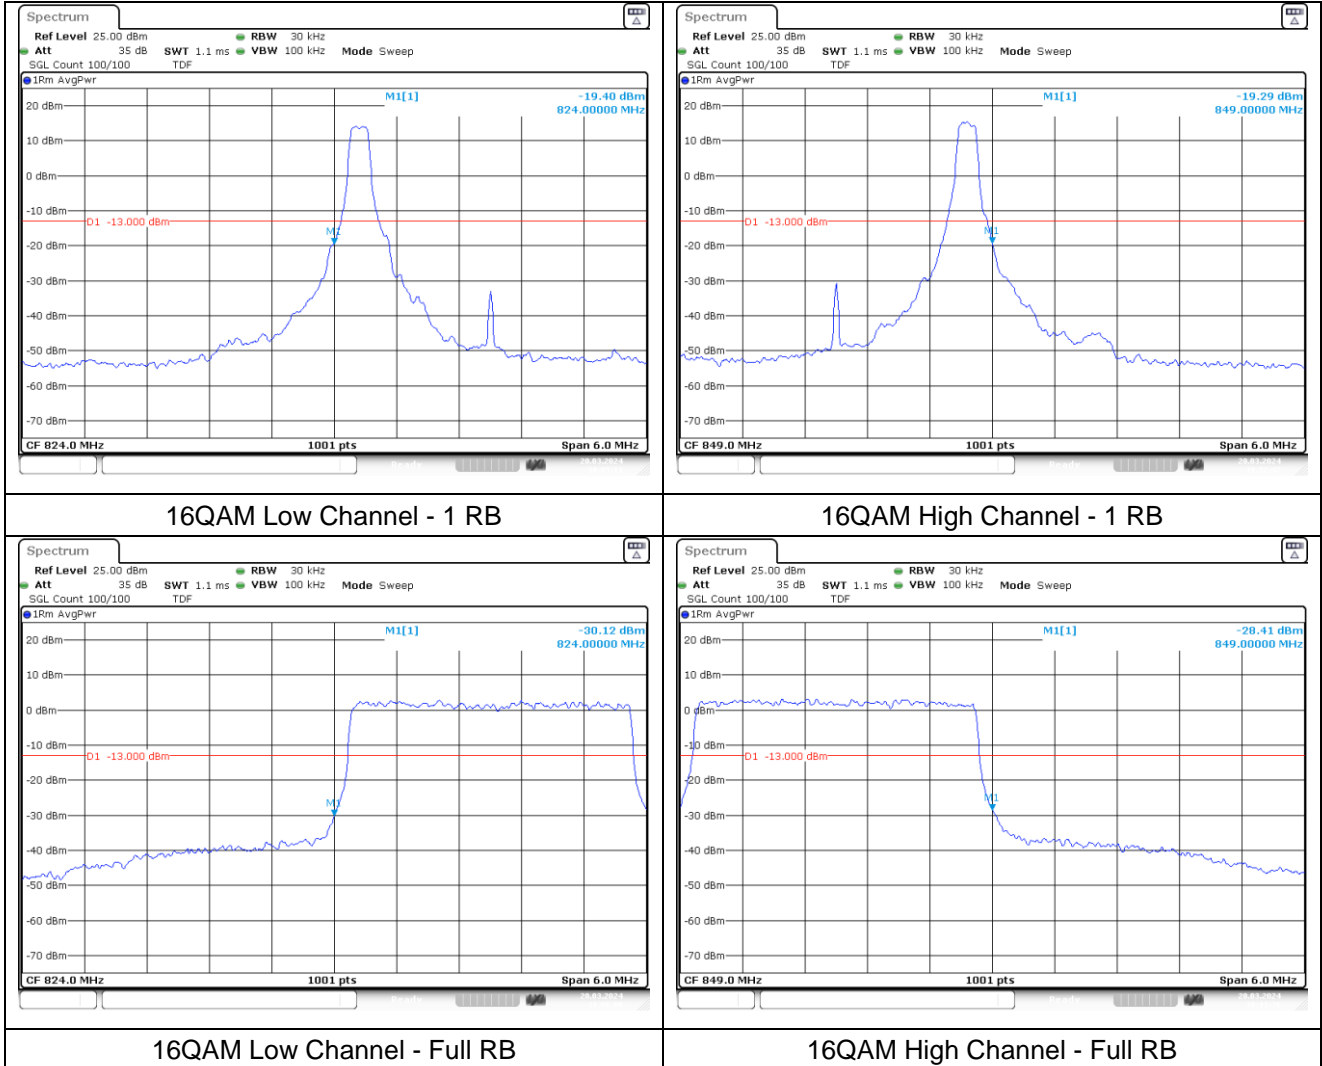 Spectrum
Ref Level 25.00 dBm RBW 30 kHz
Att 35 dB SWT 1.1 ms VBW 100 kHz Mode Sweep
SGL Count 100/100 TDF
1Rm AvgPwr
M1[1] -19.40 dBm
824.00000 MHz
20 dBm
10 dBm
0 dBm
-10 dBm
D1 -13.000 dBm
M1
-20 dBm
-30 dBm
-40 dBm
-50 dBm
-60 dBm
-70 dBm
CF 824.0 MHz 1001 pts Span 6.0 MHz
Ready 28.03.2024
16QAM Low Channel - 1 RB
Spectrum
Ref Level 25.00 dBm RBW 30 kHz
Att 35 dB SWT 1.1 ms VBW 100 kHz Mode Sweep
SGL Count 100/100 TDF
1Rm AvgPwr
M1[1] -19.29 dBm
849.00000 MHz
20 dBm
10 dBm
0 dBm
-10 dBm
D1 -13.000 dBm
M1
-20 dBm
-30 dBm
-40 dBm
-50 dBm
-60 dBm
-70 dBm
CF 849.0 MHz 1001 pts Span 6.0 MHz
Ready 28.03.2024
16QAM High Channel - 1 RB
Spectrum
Ref Level 25.00 dBm RBW 30 kHz
Att 35 dB SWT 1.1 ms VBW 100 kHz Mode Sweep
SGL Count 100/100 TDF
1Rm AvgPwr
M1[1] -30.12 dBm
824.00000 MHz
20 dBm
10 dBm
0 dBm
-10 dBm
D1 -13.000 dBm
-20 dBm
M1
-30 dBm
-40 dBm
-50 dBm
-60 dBm
-70 dBm
CF 824.0 MHz 1001 pts Span 6.0 MHz
Ready 28.03.2024
16QAM Low Channel - Full RB
Spectrum
Ref Level 25.00 dBm RBW 30 kHz
Att 35 dB SWT 1.1 ms VBW 100 kHz Mode Sweep
SGL Count 100/100 TDF
1Rm AvgPwr
M1[1] -28.41 dBm
849.00000 MHz
20 dBm
10 dBm
0 dBm
-10 dBm
D1 -13.000 dBm
-20 dBm
M1
-30 dBm
-40 dBm
-50 dBm
-60 dBm
-70 dBm
CF 849.0 MHz 1001 pts Span 6.0 MHz
Ready 28.03.2024
16QAM High Channel - Full RB